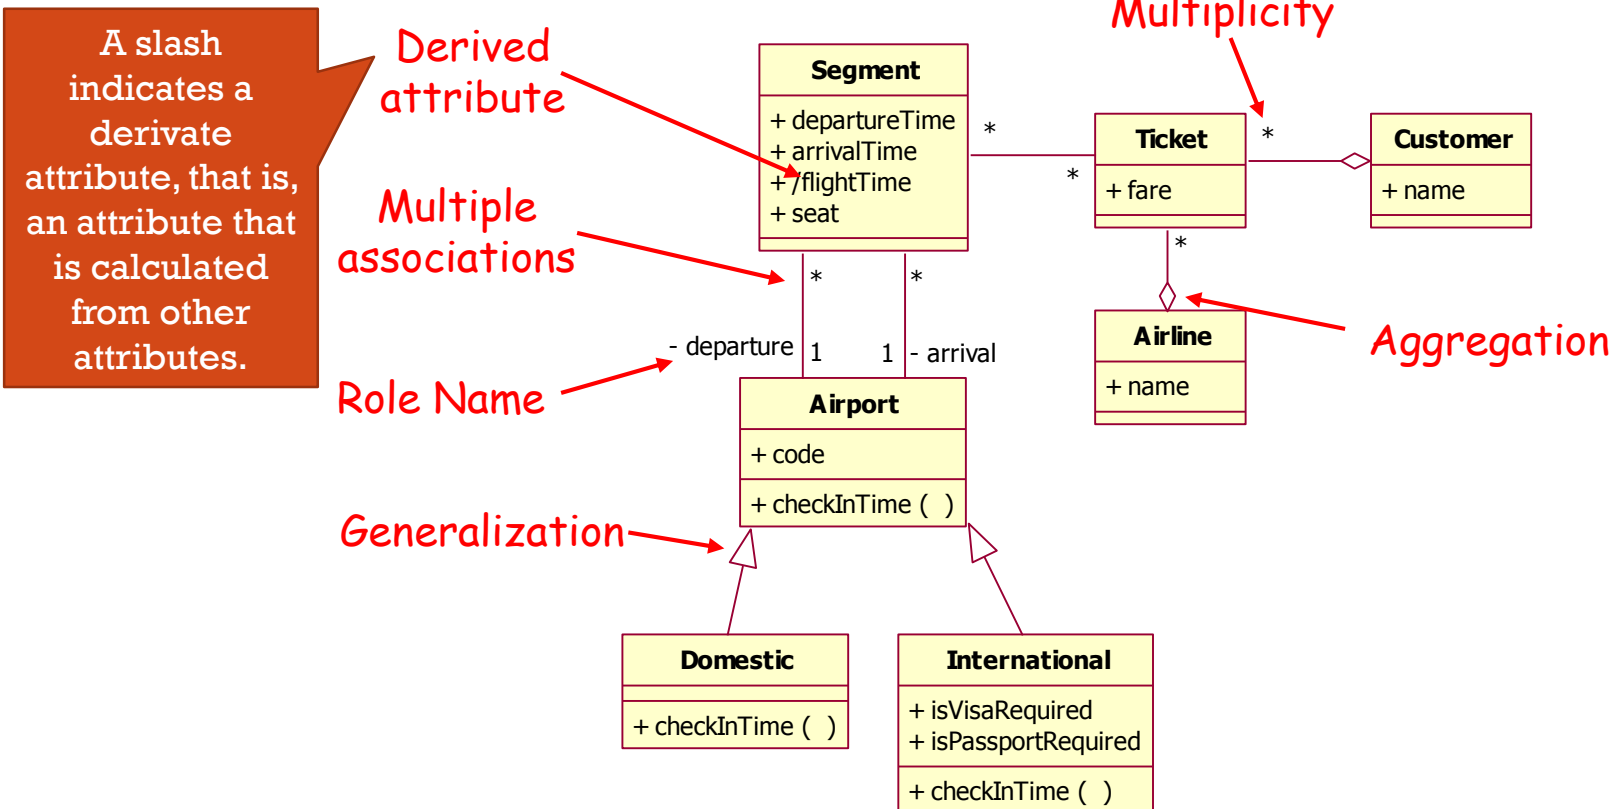 A slash
indicates a
derivate
attribute, that is,
an attribute that
is calculated
from other
attributes.
Derived
attribute
Multiple
associations
Role Name
Generalization
Multiplicity
Aggregation
Segment
+ departureTime
+ arrivalTime
+ /flightTime
+ seat
*
*
Ticket
+ fare
*
Customer
+ name
*
Airline
+ name
*
*
- departure
1
1
- arrival
Airport
+ code
+ checkInTime ( )
Domestic
+ checkInTime ( )
International
+ isVisaRequired
+ isPassportRequired
+ checkInTime ( )